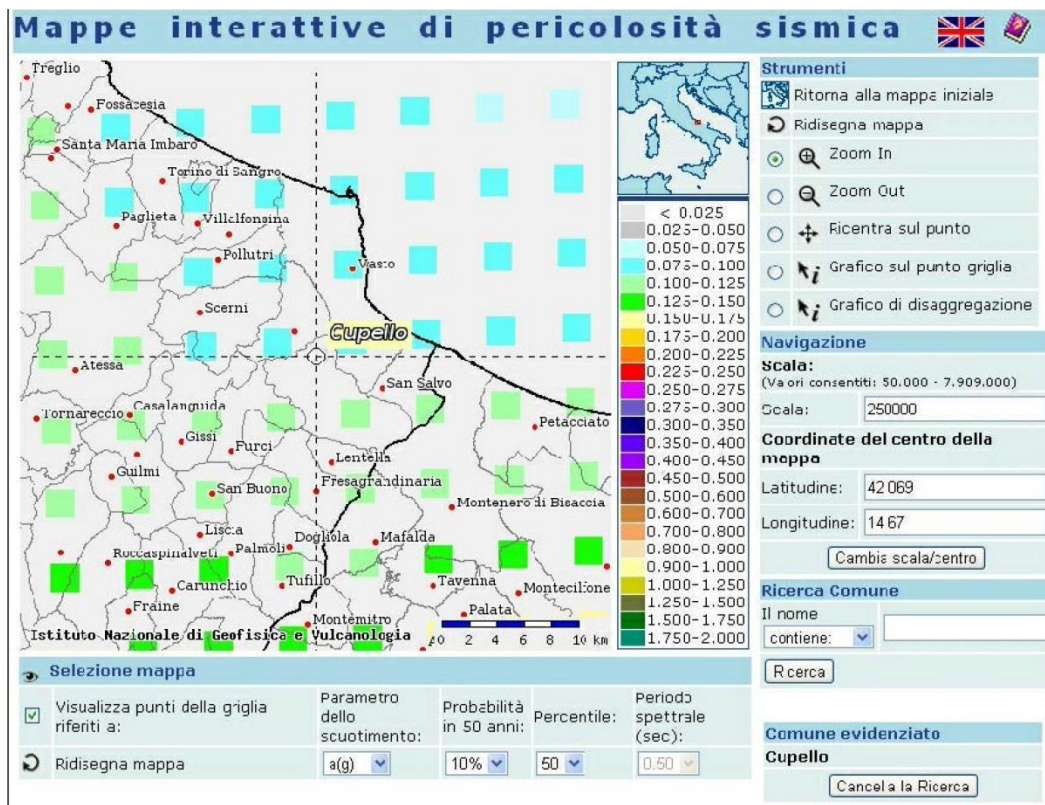 Mappe interattive di pericolosità sismica
Treglio
Fossacesia
Santa Maria Imbaro
Torino di Sangro
Paglieta
Villalfonsina
Pollutri
Vasto
Scerni
Cupello
Atessa
San Salvo
Tornareccio
Casalanguida
Petacciato
Gissi
Furci
Lentella
Guilmi
San Buono
Fresagrandinaria
Montenero di Bisaccia
Liscia
Dogliola
Mafalda
Roccaspinalveti
Palmoli
Carunchio
Tufillo
Tavenna
Montecilfone
Fraine
Palata
Montemitro
Istituto Nazionale di Geofisica e Vulcanologia
0 2 4 6 8 10 km
< 0.025
0.025-0.050
0.050-0.075
0.075-0.100
0.100-0.125
0.125-0.150
0.150-0.175
0.175-0.200
0.200-0.225
0.225-0.250
0.250-0.275
0.275-0.300
0.300-0.350
0.350-0.400
0.400-0.450
0.450-0.500
0.500-0.600
0.600-0.700
0.700-0.800
0.800-0.900
0.900-1.000
1.000-1.250
1.250-1.500
1.500-1.750
1.750-2.000
Strumenti
Ritorna alla mappa iniziale
Ridisegna mappa
Zoom In
Zoom Out
Ricentra sul punto
Grafico sul punto griglia
Grafico di disaggregazione
Navigazione
Scala:
(Valori consentiti: 50.000 - 7.909.000)
Scala: 250000
Coordinate del centro della
mappa
Latitudine: 42.069
Longitudine: 14.67
Cambia scala/centro
Ricerca Comune
Il nome
contiene:
Ricerca
Comune evidenziato
Cupello
Cancella la Ricerca
Selezione mappa
Visualizza punti della griglia
riferiti a:
Parametro
dello
scuotimento:
Probabilità
in 50 anni:
Percentile:
Periodo
spettrale
(sec):
Ridisegna mappa
a(g) 10% 50 0.50